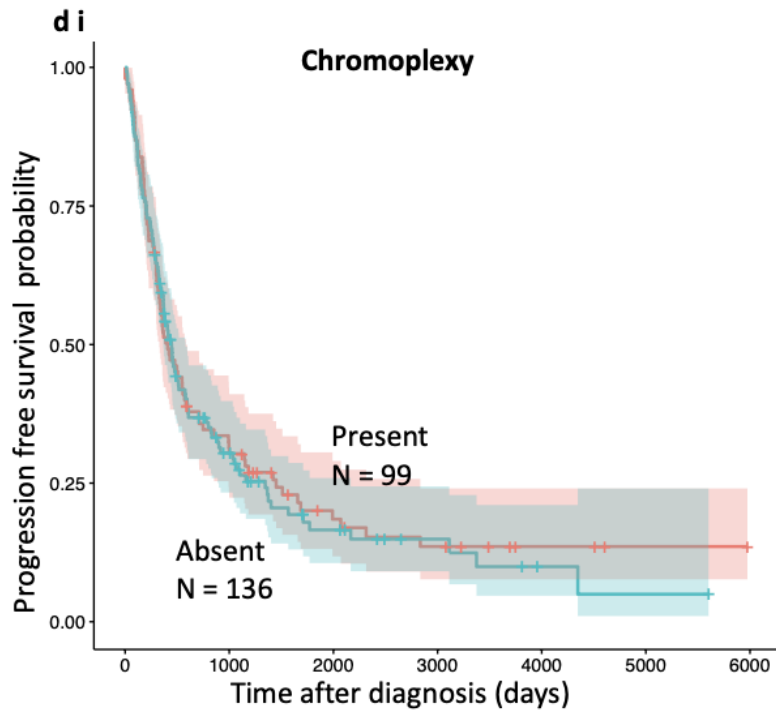 d i
Chromoplexy
Progression free survival probability
1.00
0.75
0.50
0.25
0.00
Present
N = 99
Absent
N = 136
0 1000 2000 3000 4000 5000 6000
Time after diagnosis (days)